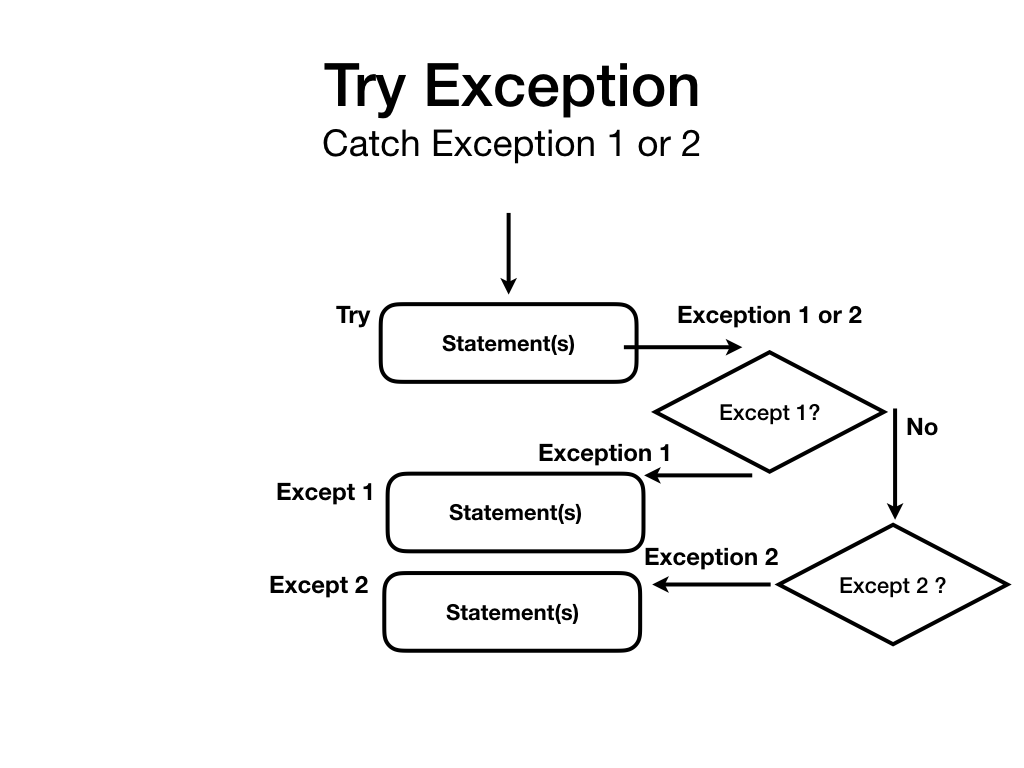 Try Exception
Catch Exception 1 or 2
Try
Statement(s)
Exception 1 or 2
Except 1?
No
Exception 1
Except 1
Statement(s)
Exception 2
Except 2 ?
Except 2
Statement(s)